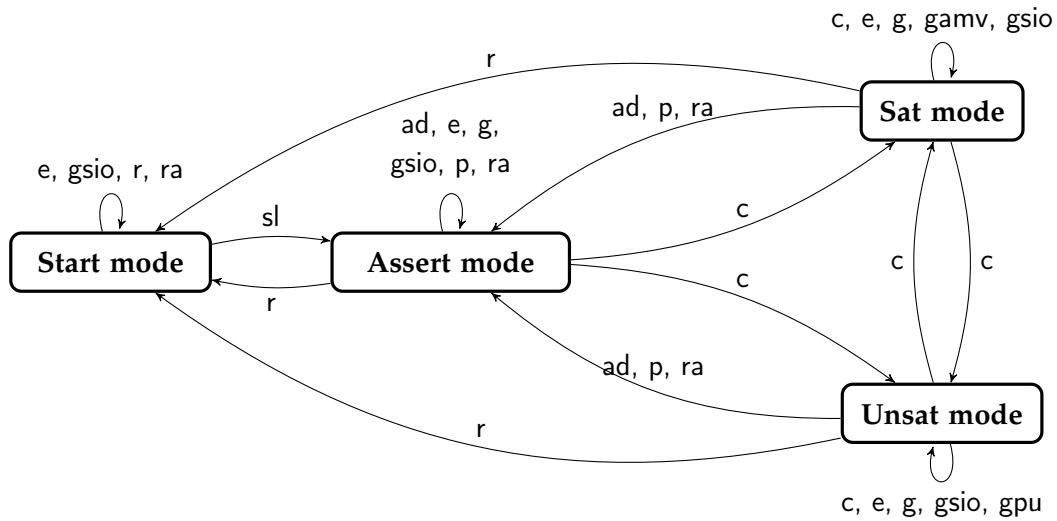 c, e, g, gamv, gsio
r
Sat mode
ad, p, ra
ad, e, g,
gsio, p, ra
e, gsio, r, ra
sl
c
Start mode
Assert mode
r
c
c
c
ad, p, ra
Unsat mode
r
c, e, g, gsio, gpu